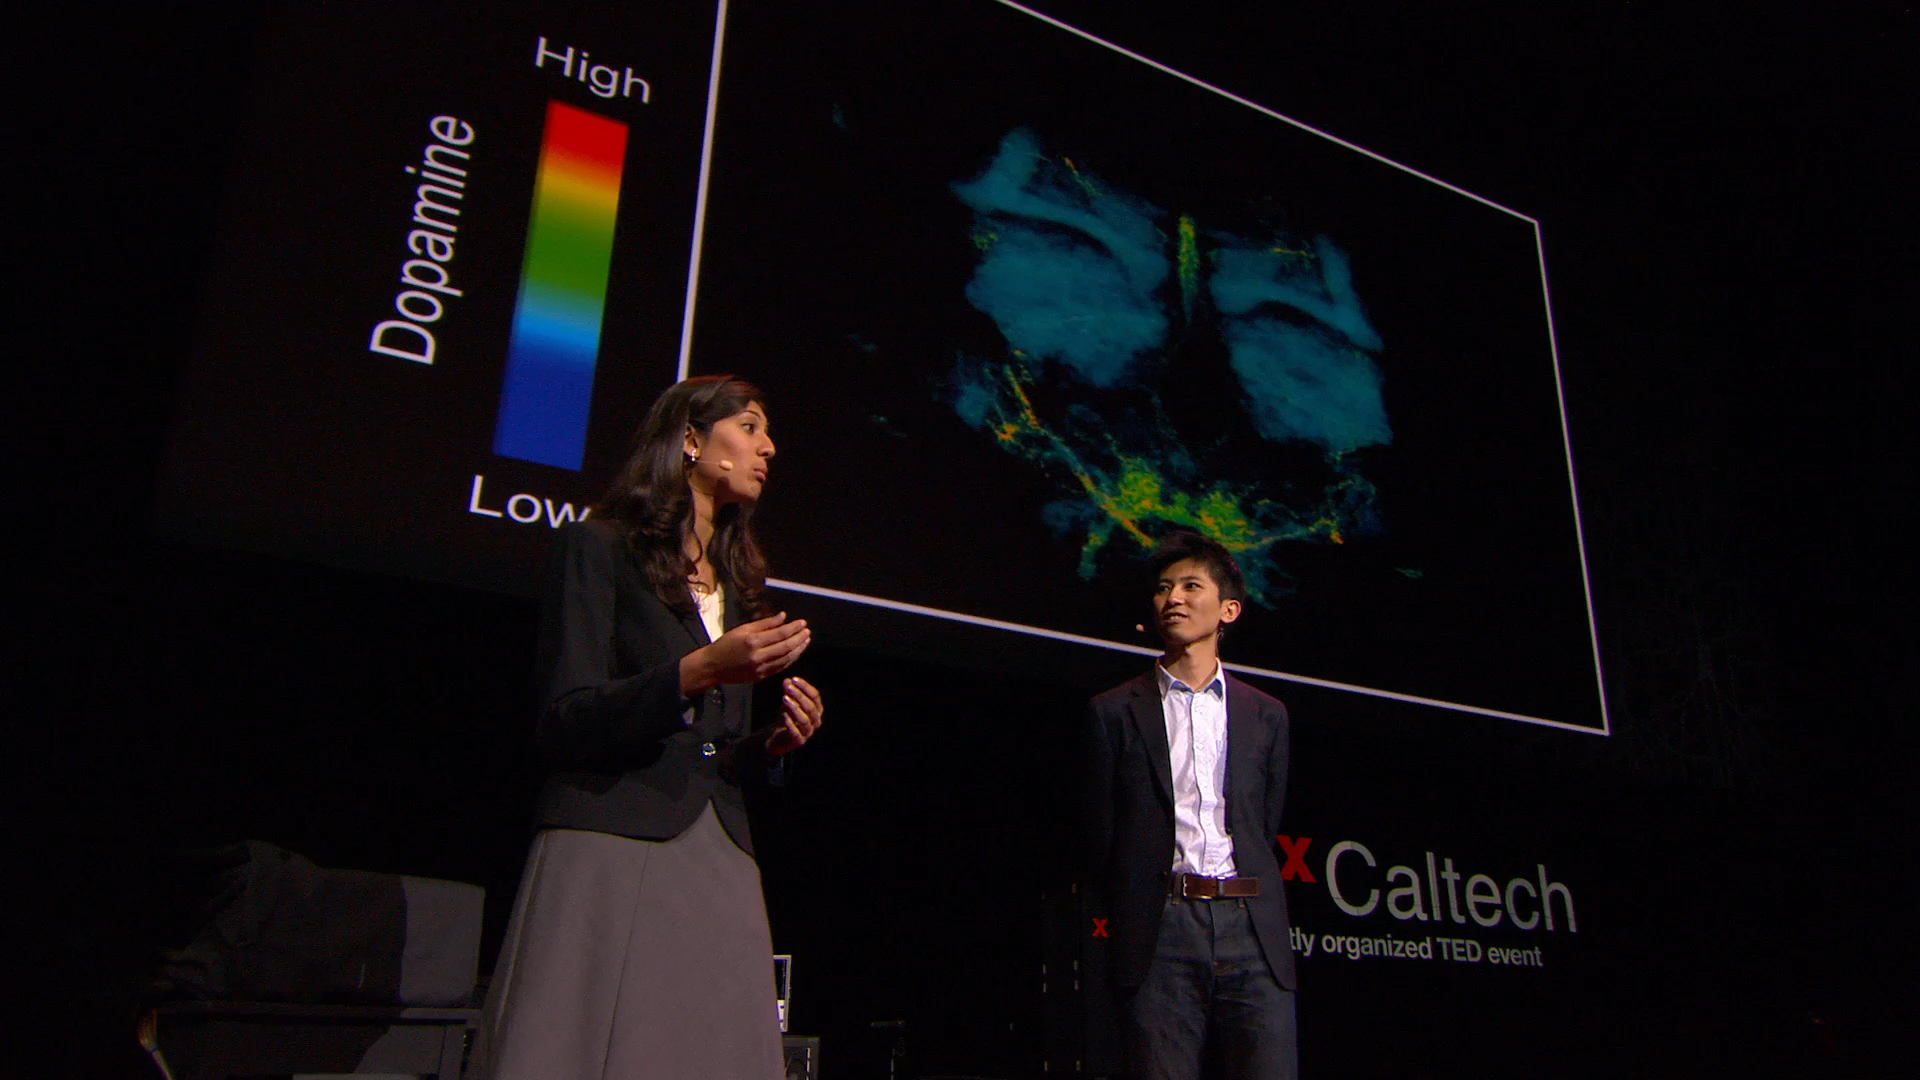 High
Dopamine
Low
x Caltech
tly organized TED event
x